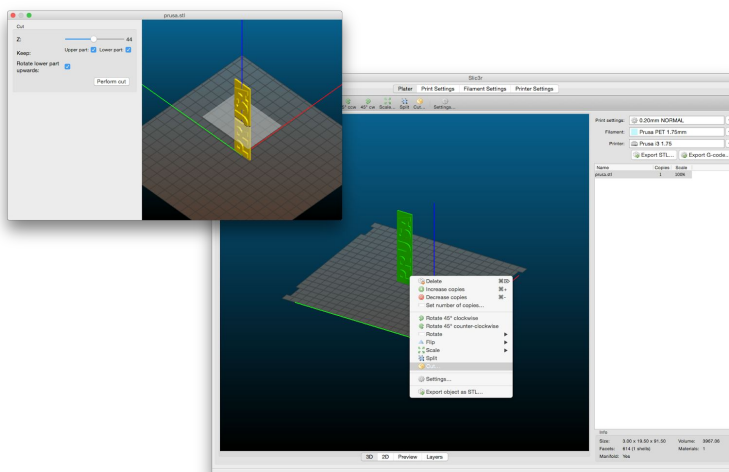 prusa.stl
Cut
Z: 44
Keep: Upper part: Lower part:
Rotate lower part
upwards:
Perform cut
Slic3r
Plater Print Settings Filament Settings Printer Settings
45° cw Scale... Split Cut... Settings...
Print settings: 0.20mm NORMAL
Filament: Prusa PET 1.75mm
Printer: Prusa i3 1.75
Export STL... Export G-code...
Name Copies Scale
prusa.stl 1 100%
Delete ⌘⌦
Increase copies ⌘+
Decrease copies ⌘-
Set number of copies...
Rotate 45° clockwise
Rotate 45° counter-clockwise
Rotate
Flip
Scale
Split
Cut...
Settings...
Export object as STL...
Info
Size: 3.00 x 19.50 x 91.50 Volume: 3967.95
Facets: 914 (1 shells) Materials: 1
Manifold: Yes
3D 2D Preview Layers